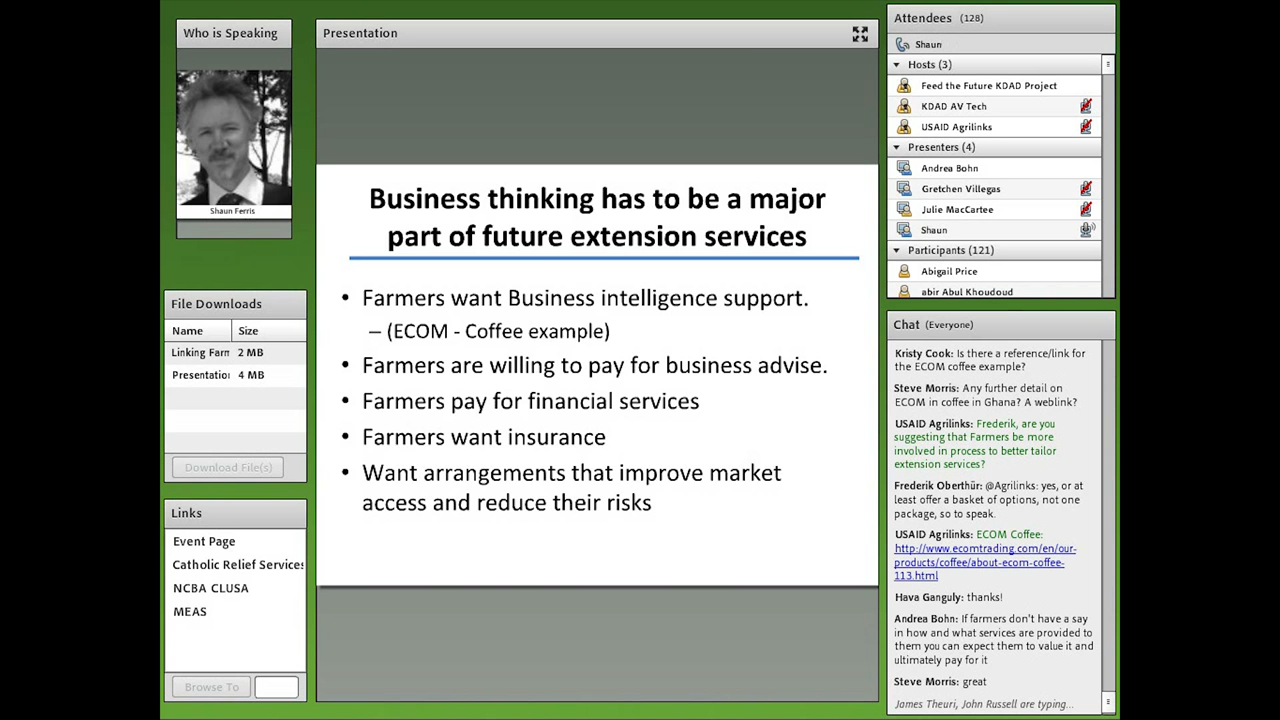 Who is Speaking
Shaun Ferris
File Downloads
Name Size
Linking Farm 2 MB
Presentation 4 MB
Download File(s)
Links
Event Page
Catholic Relief Services
NCBA CLUSA
MEAS
Browse To
Presentation
Business thinking has to be a major
part of future extension services
• Farmers want Business intelligence support.
– (ECOM - Coffee example)
• Farmers are willing to pay for business advise.
• Farmers pay for financial services
• Farmers want insurance
• Want arrangements that improve market
access and reduce their risks
Attendees (128)
Shaun
Hosts (3)
Feed the Future KDAD Project
KDAD AV Tech
USAID Agrilinks
Presenters (4)
Andrea Bohn
Gretchen Villegas
Julie MacCartee
Shaun
Participants (121)
Abigail Price
abir Abul Khoudoud
Chat (Everyone)
Kristy Cook: Is there a reference/link for
the ECOM coffee example?
Steve Morris: Any further detail on
ECOM in coffee in Ghana? A weblink?
USAID Agrilinks: Frederik, are you
suggesting that Farmers be more
involved in process to better tailor
extension services?
Frederik Oberthür: @Agrilinks: yes, or at
least offer a basket of options, not one
package, so to speak.
USAID Agrilinks: ECOM Coffee:
http://www.ecomtrading.com/en/our-
products/coffee/about-ecom-coffee-
113.html
Hava Ganguly: thanks!
Andrea Bohn: If farmers don't have a say
in how and what services are provided to
them you can expect them to value it and
ultimately pay for it
Steve Morris: great
James Theuri, John Russell are typing...